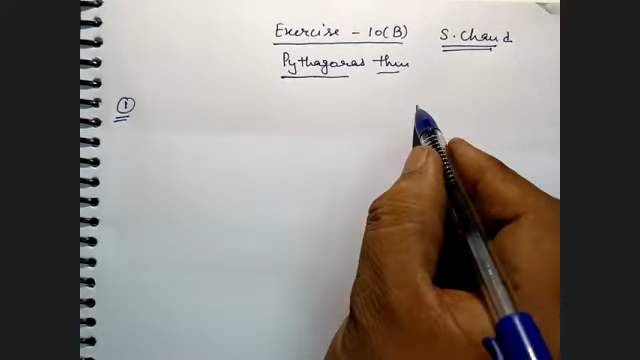 Exercise - 10(B) S. Chand
Pythagoras thm
①